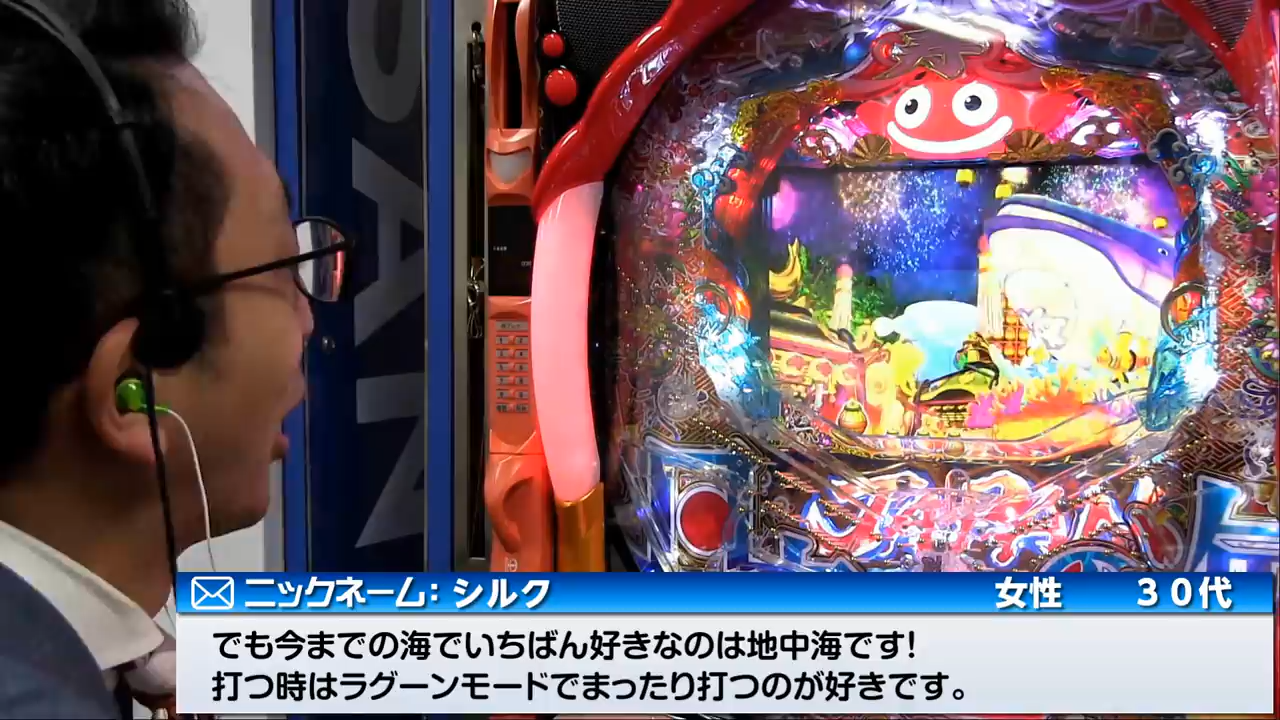 JAPAN
ニックネーム: シルク 女性 30代
でも今までの海でいちばん好きなのは地中海です!
打つ時はラグーンモードでまったり打つのが好きです。